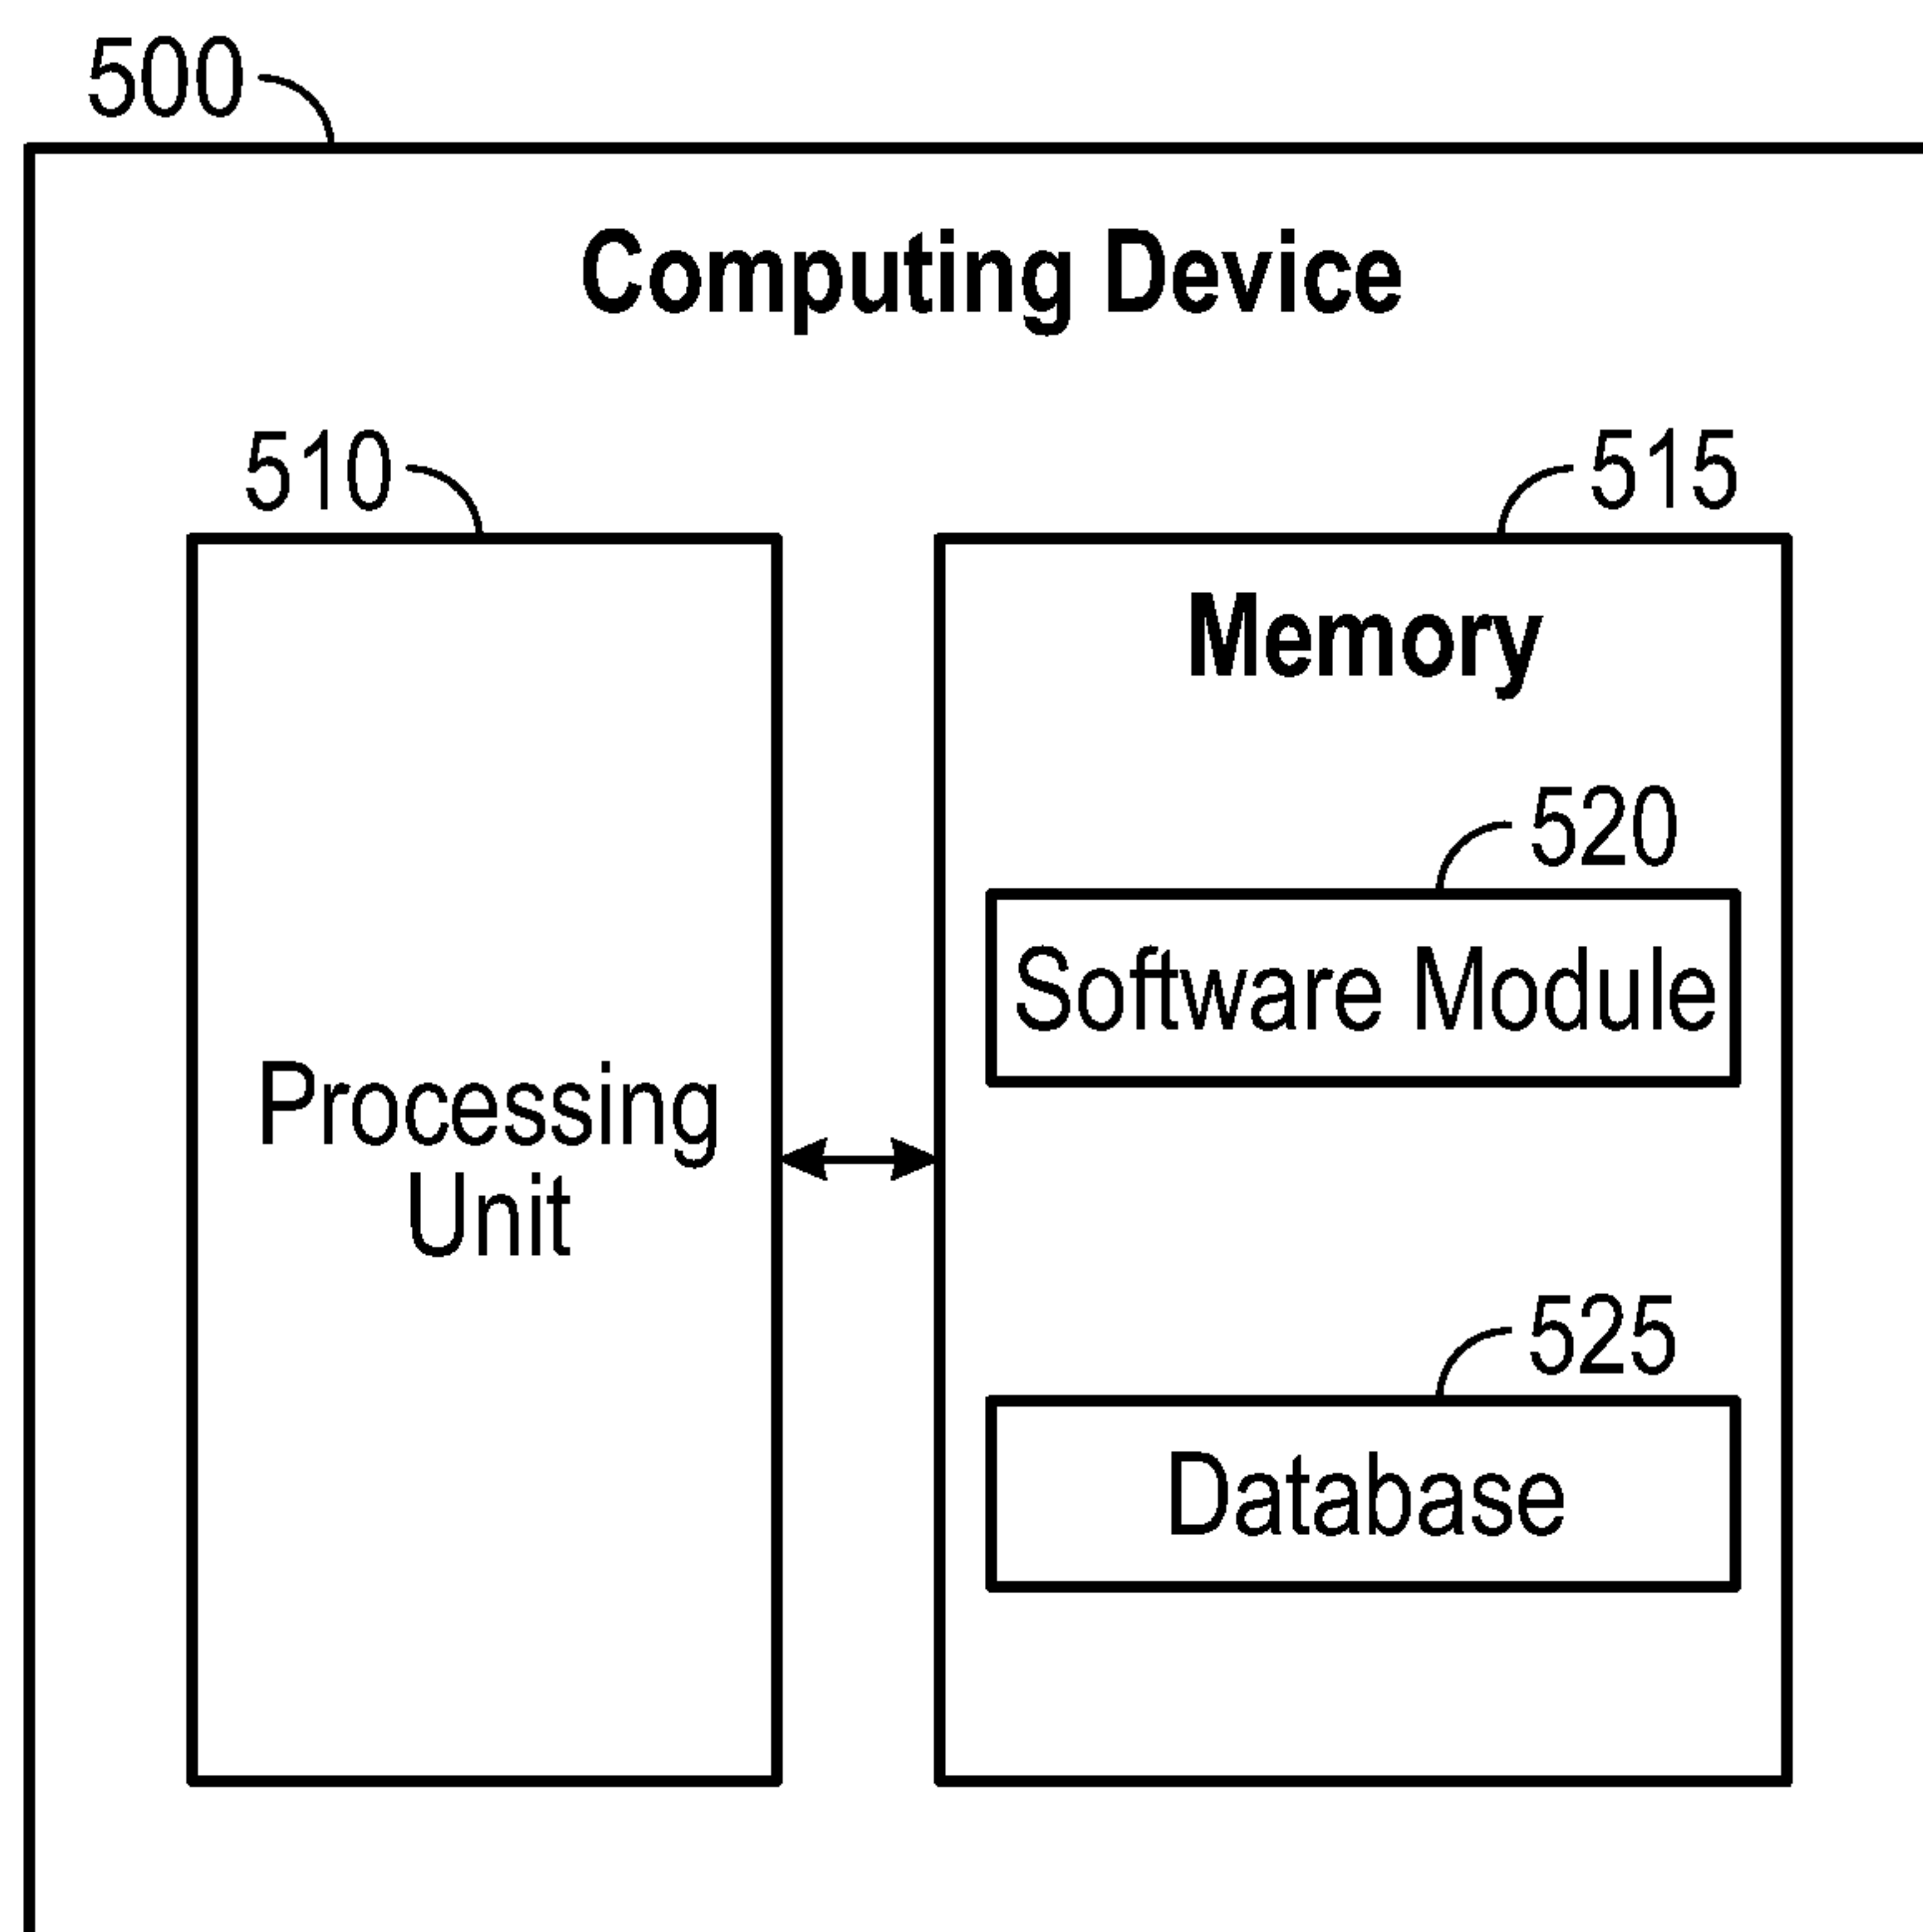 500
Computing Device
510
515
Memory
520
Software Module
Processing
Unit
525
Database